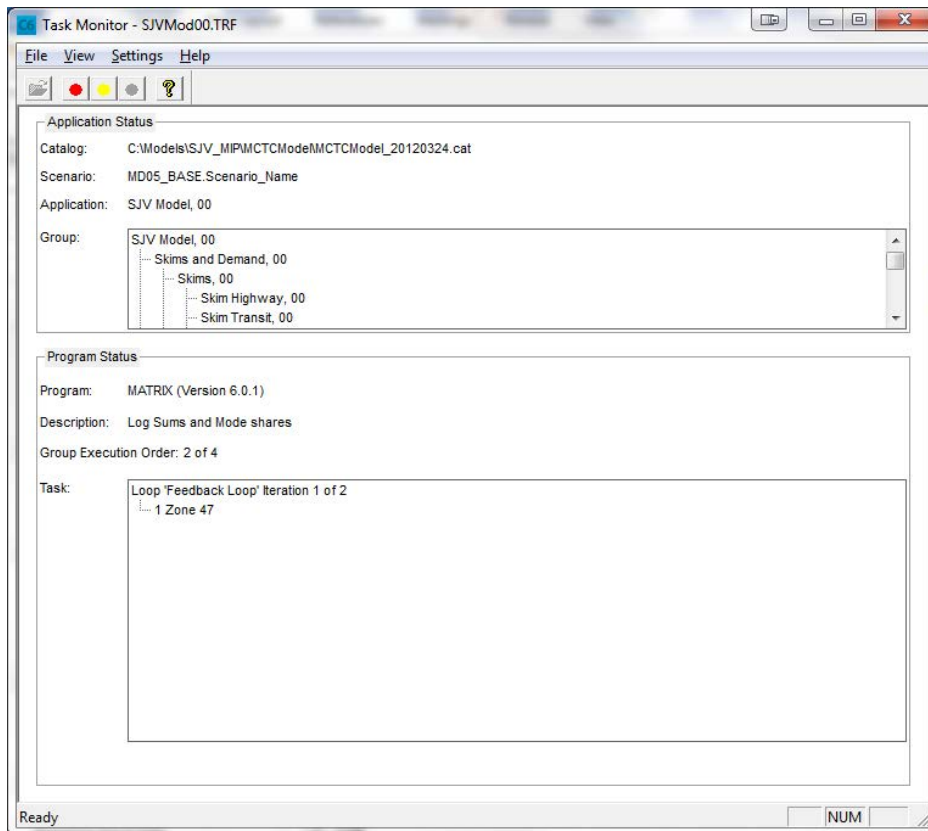 C6 Task Monitor - SJVMod00.TRF
File View Settings Help
Application Status
Catalog: C:\Models\SJV_MIP\MCTCModel\MCTCModel_20120324.cat
Scenario: MD05_BASE.Scenario_Name
Application: SJV Model, 00
Group: SJV Model, 00
Skims and Demand, 00
Skims, 00
Skim Highway, 00
Skim Transit, 00
Program Status
Program: MATRIX (Version 6.0.1)
Description: Log Sums and Mode shares
Group Execution Order: 2 of 4
Task: Loop 'Feedback Loop' Iteration 1 of 2
1 Zone 47
Ready NUM